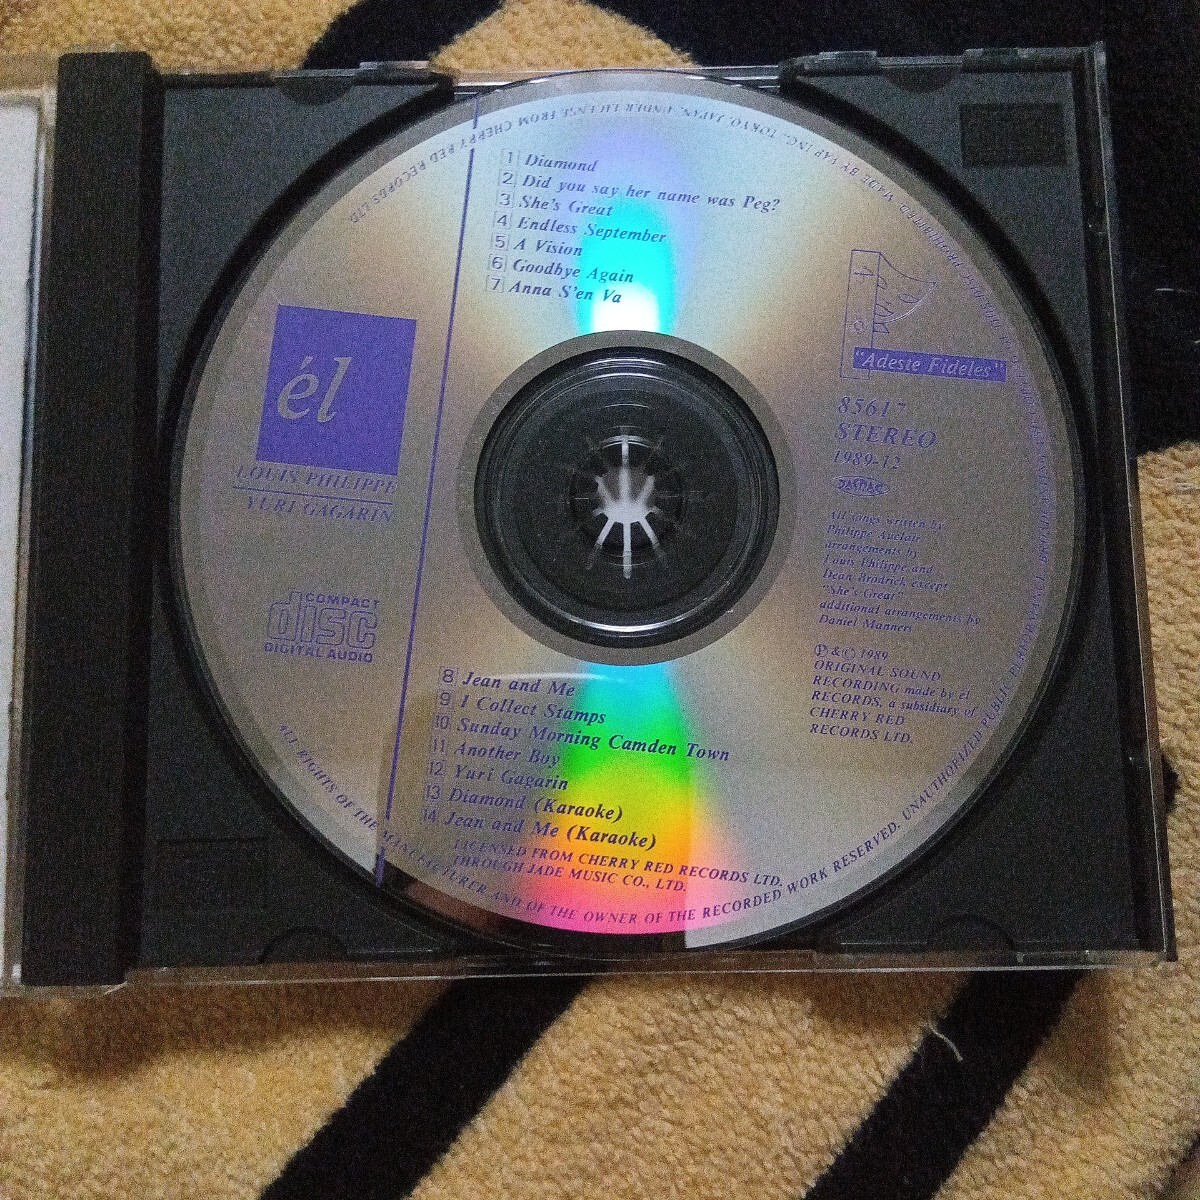 1 Diamond
2 Did you say her name was Peg?
3 She's Great
4 Endless September
5 A Vision
6 Goodbye Again
7 Anna S'en Va
él
LOUIS PHILIPPE
YURI GAGARIN
COMPACT
disc
DIGITAL AUDIO
"Adeste Fideles"
85617
STEREO
1989-12
JASRAC
All songs written by
Philippe Auclair
arrangements by
Louis Philippe and
Dean Brodrick except
"She's Great"
additional arrangements by
Daniel Manners
Ⓟ & © 1989
ORIGINAL SOUND
RECORDING made by él
RECORDS, a subsidiary of
CHERRY RED
RECORDS LTD.
8 Jean and Me
9 I Collect Stamps
10 Sunday Morning Camden Town
11 Another Boy
12 Yuri Gagarin
13 Diamond (Karaoke)
14 Jean and Me (Karaoke)
LICENSED FROM CHERRY RED RECORDS LTD.
THROUGH JADE MUSIC CO., LTD.
ALL RIGHTS OF THE MANUFACTURER AND OF THE OWNER OF THE RECORDED WORK RESERVED. UNAUTHORIZED PUBLIC PERFORMANCE, BROADCASTING PROHIBITED. MADE BY VAP INC., TOKYO, JAPAN, UNDER LICENSE FROM CHERRY RED RECORDS LTD.